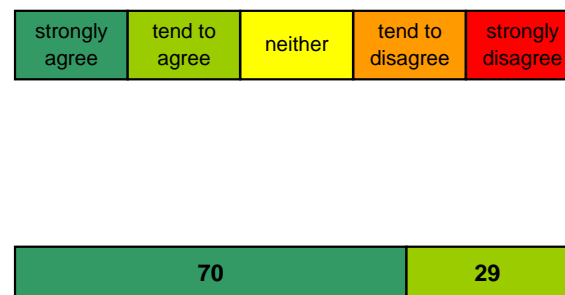 strongly agree
tend to agree
neither
tend to disagree
strongly disagree
70
29